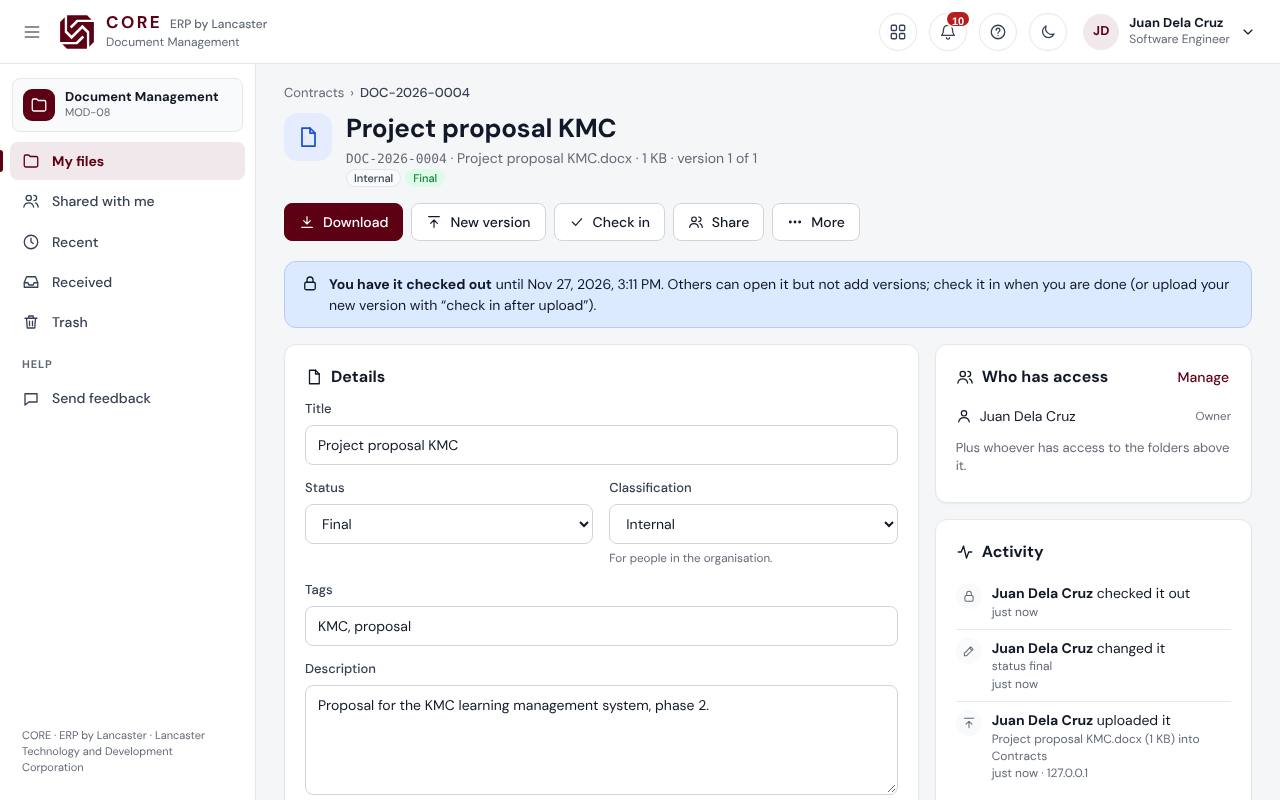 CORE ERP by Lancaster
Document Management
10
JD
Juan Dela Cruz
Software Engineer
Document Management
MOD-08
My files
Shared with me
Recent
Received
Trash
HELP
Send feedback
CORE · ERP by Lancaster · Lancaster
Technology and Development
Corporation
Contracts › DOC-2026-0004
Project proposal KMC
DOC-2026-0004 · Project proposal KMC.docx · 1 KB · version 1 of 1
Internal Final
Download New version Check in Share More
You have it checked out until Nov 27, 2026, 3:11 PM. Others can open it but not add versions; check it in when you are done (or upload your
new version with “check in after upload”).
Details
Title
Project proposal KMC
Status Classification
Final Internal
For people in the organisation.
Tags
KMC, proposal
Description
Proposal for the KMC learning management system, phase 2.
Who has access Manage
Juan Dela Cruz Owner
Plus whoever has access to the folders above
it.
Activity
Juan Dela Cruz checked it out
just now
Juan Dela Cruz changed it
status final
just now
Juan Dela Cruz uploaded it
Project proposal KMC.docx (1 KB) into
Contracts
just now · 127.0.0.1